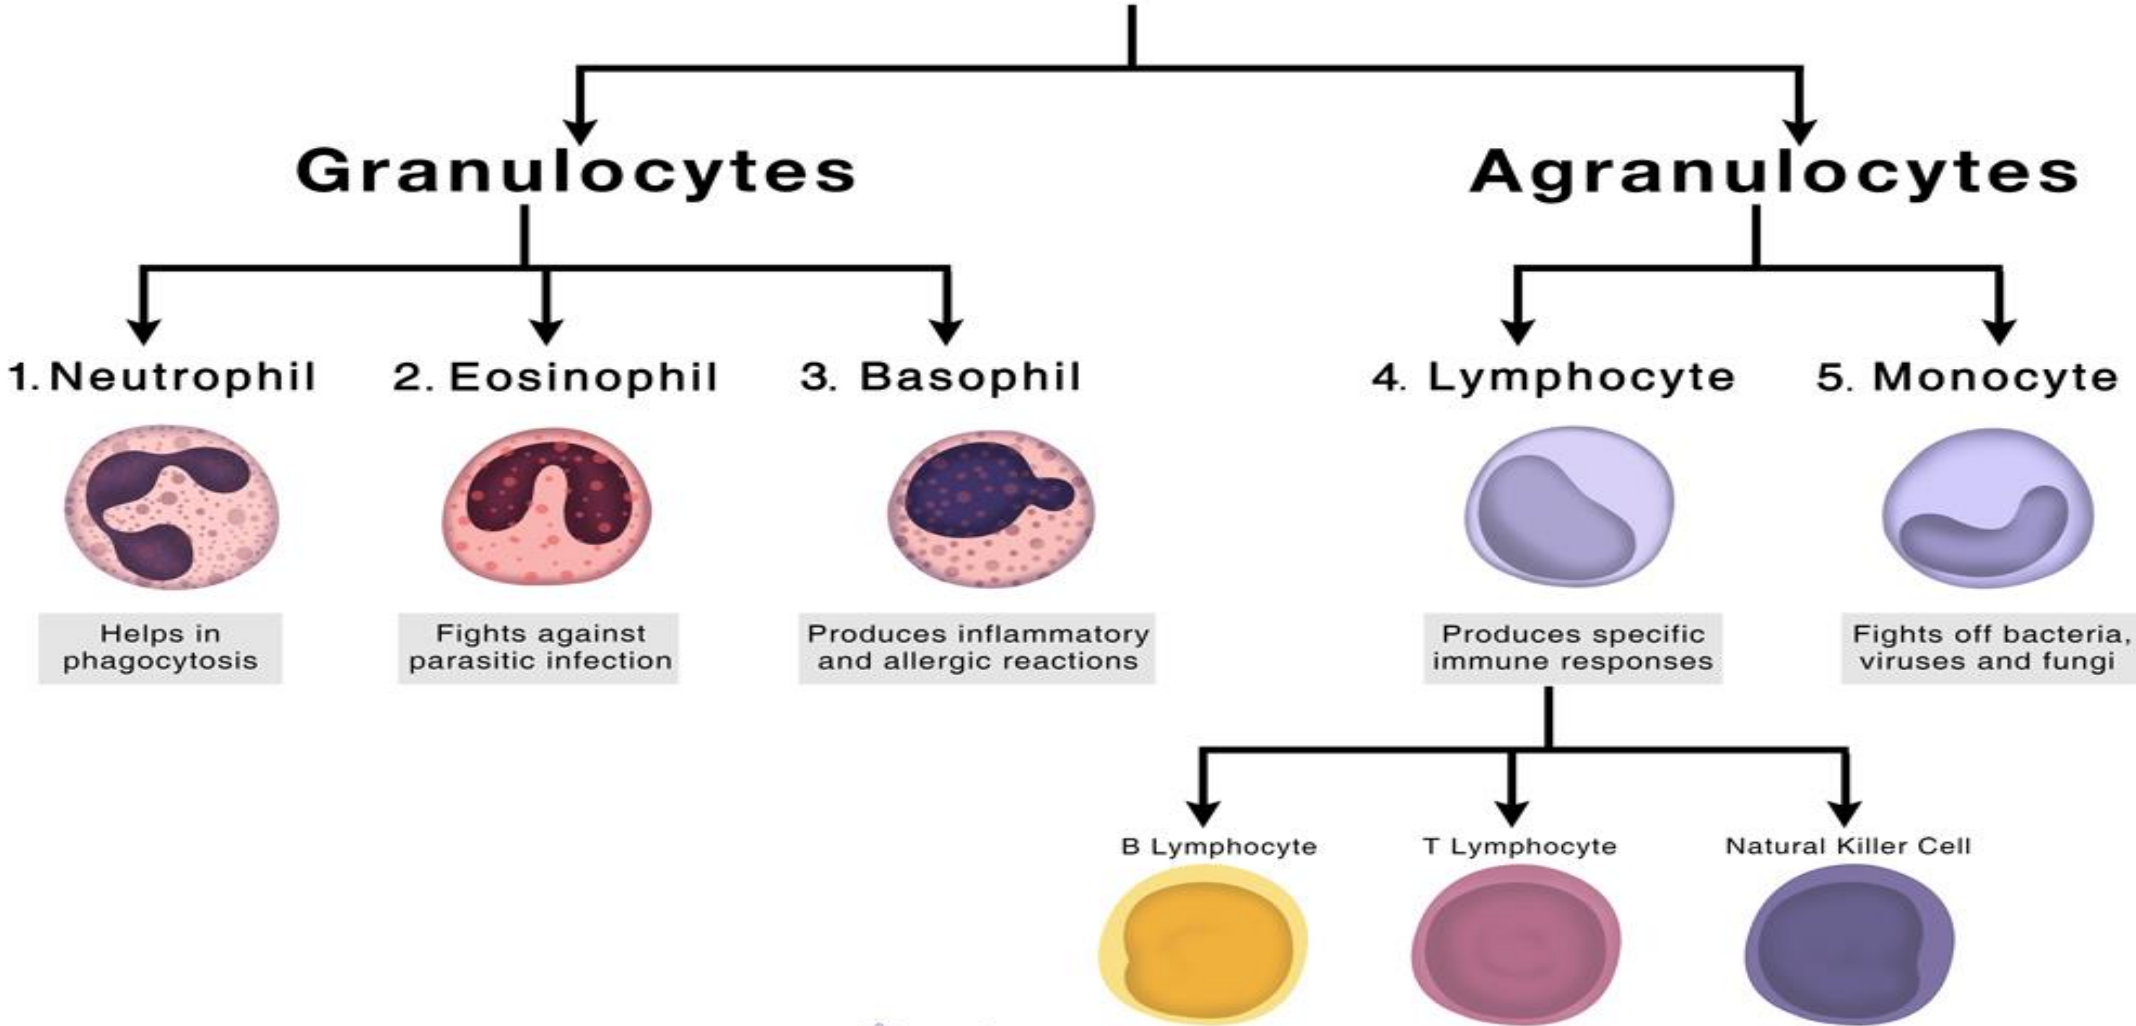 Granulocytes
Agranulocytes
1. Neutrophil
2. Eosinophil
3. Basophil
4. Lymphocyte
5. Monocyte
Helps in
phagocytosis
Fights against
parasitic infection
Produces inflammatory
and allergic reactions
Produces specific
immune responses
Fights off bacteria,
viruses and fungi
B Lymphocyte
T Lymphocyte
Natural Killer Cell